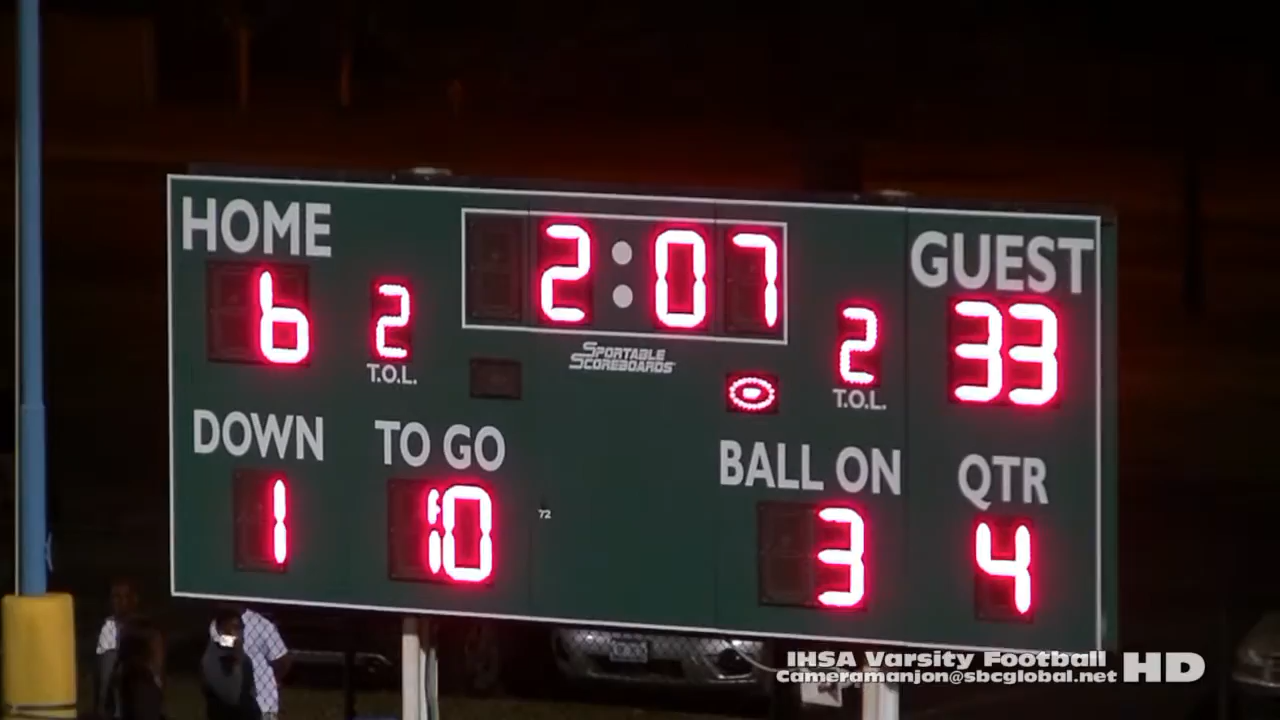 HOME
2:07
GUEST
6
2
T.O.L.
SPORTABLE
SCOREBOARDS
2
T.O.L.
33
DOWN
TO GO
BALL ON
QTR
1
10
72
3
4
IHSA Varsity Football
cameramanjon@sbcglobal.net
HD